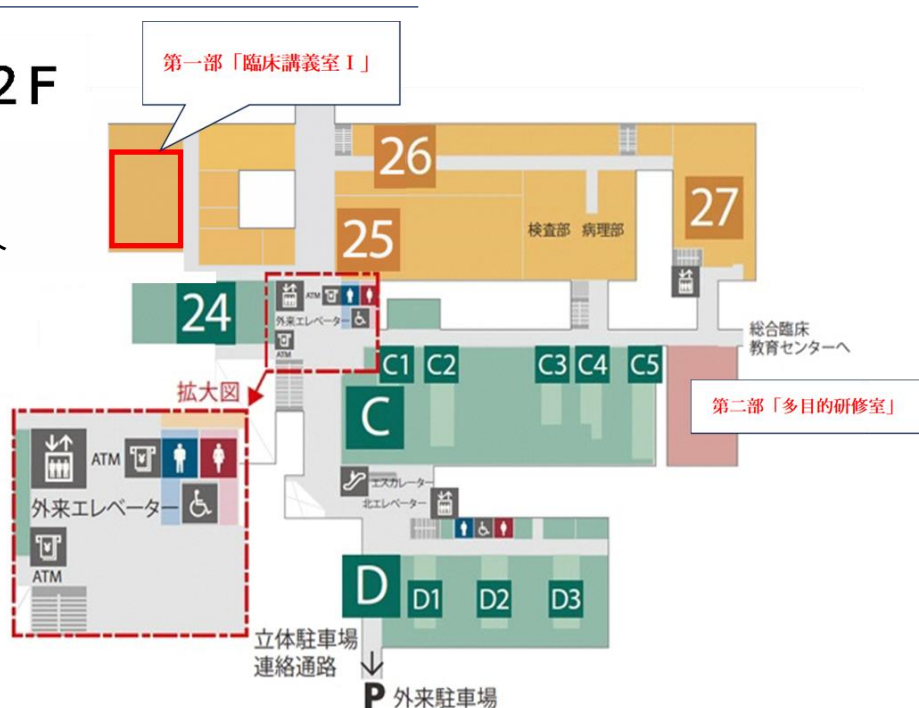 2F
第一部「臨床講義室Ⅰ」
26
27
25
検査部 病理部
へ
24
ATM
外来エレベーター
ATM
総合臨床
教育センターへ
拡大図
C1 C2 C3 C4 C5
C
第二部「多目的研修室」
エスカレーター
北エレベーター
ATM
外来エレベーター
ATM
D
D1 D2 D3
立体駐車場
連絡通路
P 外来駐車場